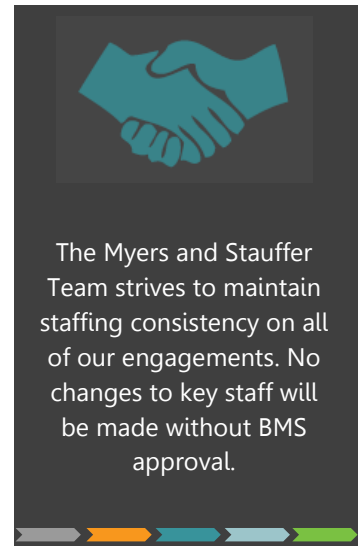 The Myers and Stauffer
Team strives to maintain
staffing consistency on all
of our engagements. No
changes to key staff will
be made without BMS
approval.